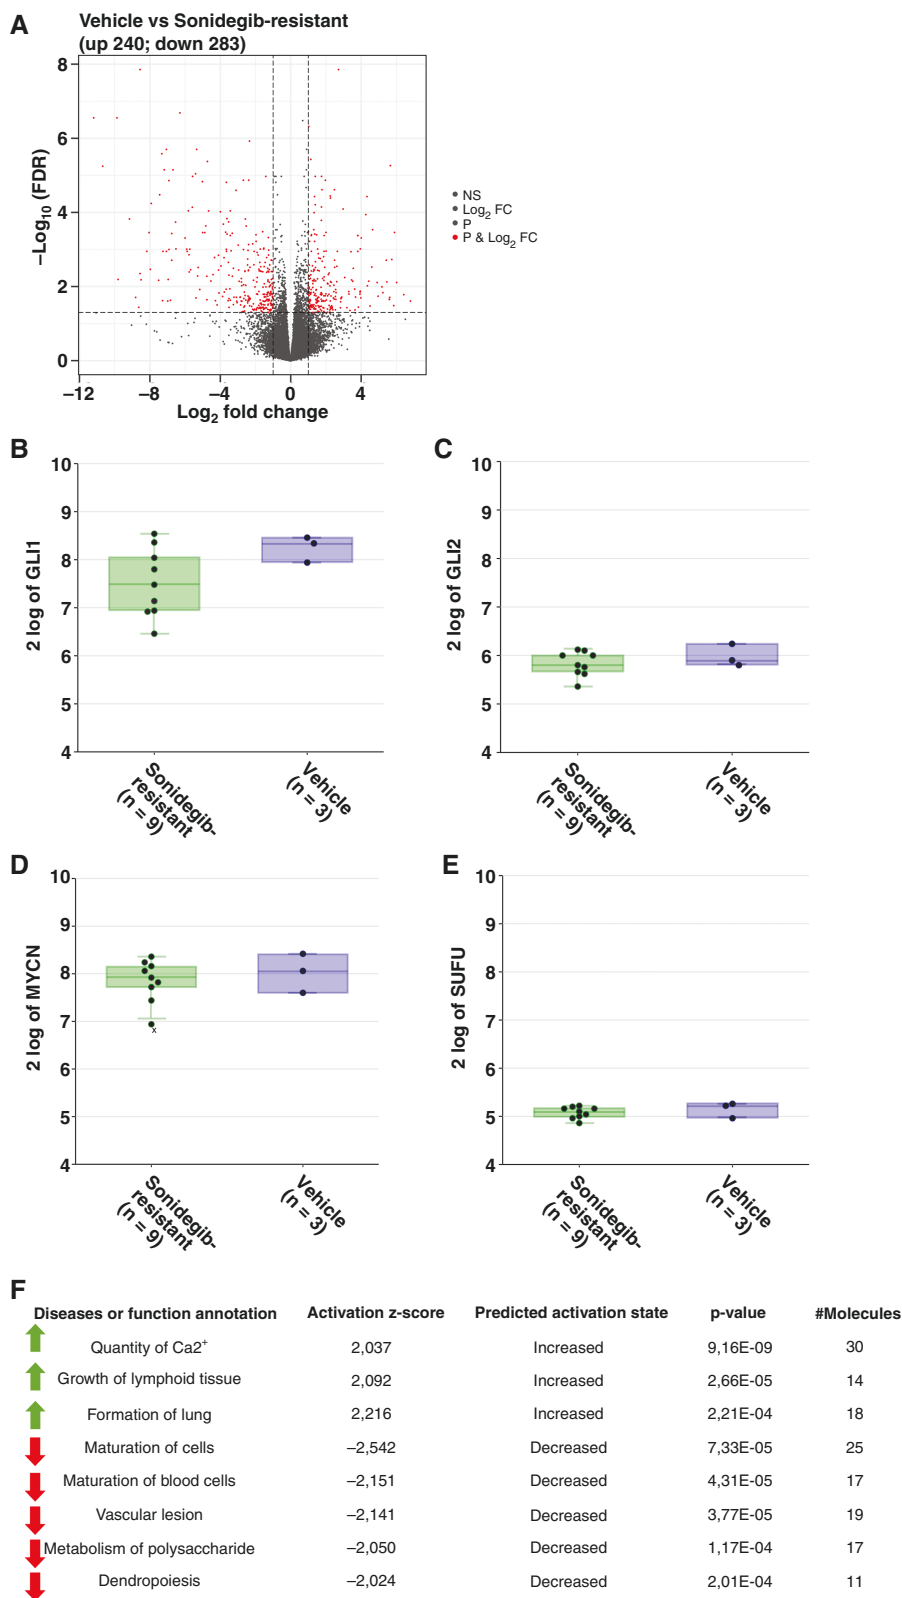 A
Vehicle vs Sonidegib-resistant
(up 240; down 283)
8
6
4
2
0
−Log10 (FDR)
−12
−8
−4
0
4
Log2 fold change
NS
Log2 FC
P
P & Log2 FC
B
10
9
8
7
6
5
4
2 log of GLI1
Sonidegib-
resistant
(n = 9)
Vehicle
(n = 3)
C
10
9
8
7
6
5
4
2 log of GLI2
Sonidegib-
resistant
(n = 9)
Vehicle
(n = 3)
D
10
9
8
7
6
5
4
2 log of MYCN
x
Sonidegib-
resistant
(n = 9)
Vehicle
(n = 3)
E
10
9
8
7
6
5
4
2 log of SUFU
Sonidegib-
resistant
(n = 9)
Vehicle
(n = 3)
F
Diseases or function annotation Activation z-score Predicted activation state p-value #Molecules
Quantity of Ca2+ 2,037 Increased 9,16E-09 30
Growth of lymphoid tissue 2,092 Increased 2,66E-05 14
Formation of lung 2,216 Increased 2,21E-04 18
Maturation of cells −2,542 Decreased 7,33E-05 25
Maturation of blood cells −2,151 Decreased 4,31E-05 17
Vascular lesion −2,141 Decreased 3,77E-05 19
Metabolism of polysaccharide −2,050 Decreased 1,17E-04 17
Dendropoiesis −2,024 Decreased 2,01E-04 11